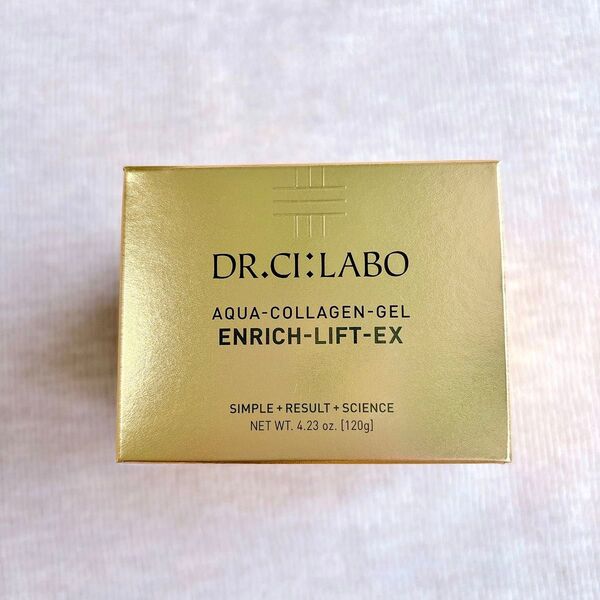 DR.CI:LABO
AQUA-COLLAGEN-GEL
ENRICH-LIFT-EX
SIMPLE+RESULT+SCIENCE
NET WT. 4.23 oz. [120g]